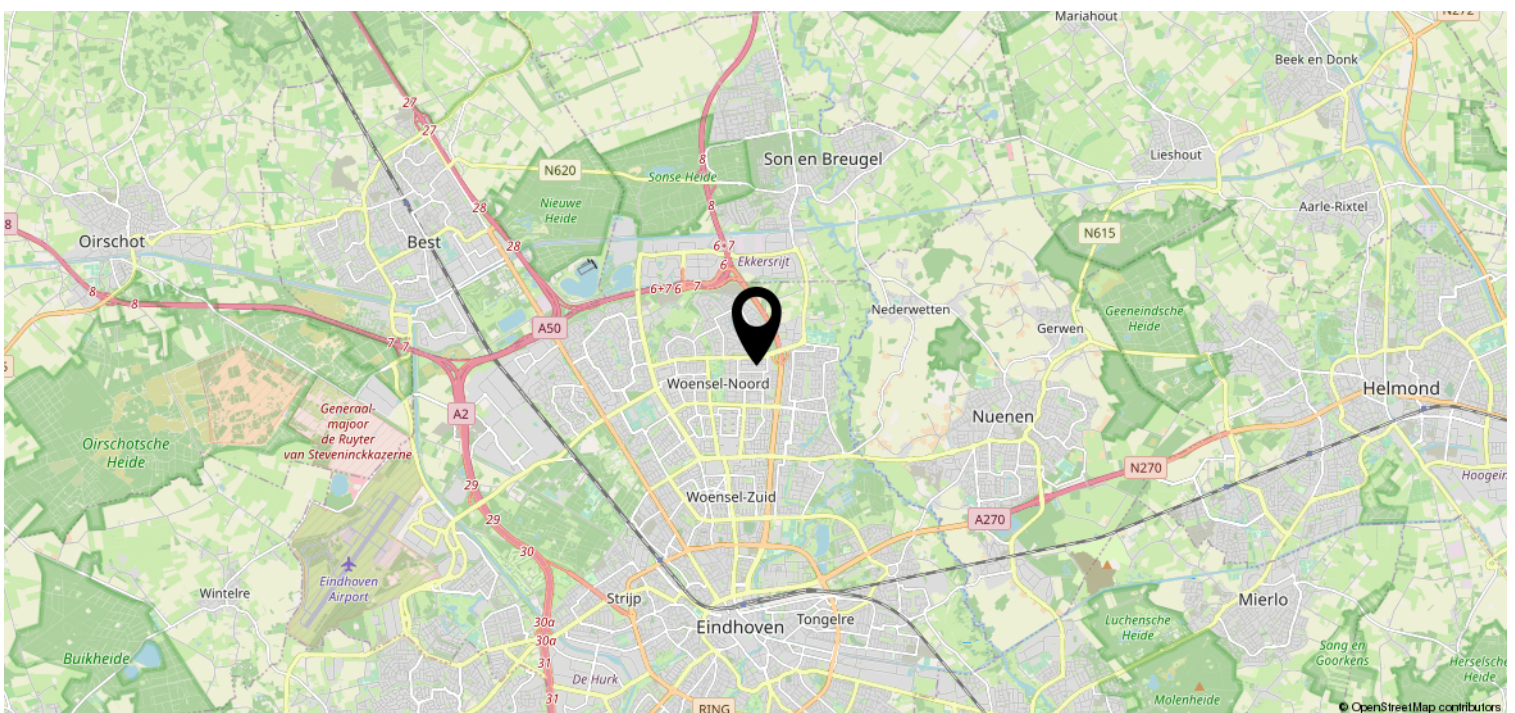 Mariahout
N272
Beek en Donk
27
27
Son en Breugel
Lieshout
8
N620
Sonse Heide
Nieuwe
Heide
28
8
Aarle-Rixtel
8
Oirschot
Best
28
N615
6+7
6
Ekkersrijt
8
8
6+7
6
7
Nederwetten
Geeneindsche
Heide
Gerwen
A50
7
7
5
Woensel-Noord
Helmond
A2
Generaal-
majoor
de Ruyter
van Steveninckkazerne
Nuenen
Oirschotsche
Heide
N270
Hoogein
29
Woensel-Zuid
A270
29
30
Eindhoven
Airport
Wintelre
Strijp
Mierlo
30a
30a
Eindhoven
Tongelre
Luchensche
Heide
Buikheide
31
De Hurk
Sang en
Goorkens
Herselsche
Heide
31
RING
Molenheide
© OpenStreetMap contributors